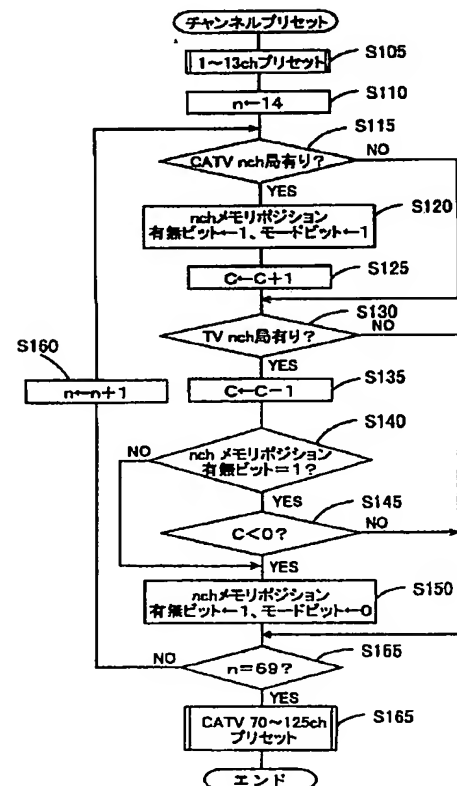 チャンネルプリセット
1〜13chプリセット
S105
n←14
S110
CATV nch局有り?
S115
NO
YES
nchメモリポジション
有無ビット←1、モードビット←1
S120
C←C+1
S125
TV nch局有り?
S130
NO
YES
C←C−1
S135
nch メモリポジション
有無ビット=1?
S140
NO
YES
C<0?
S145
NO
YES
nchメモリポジション
有無ビット←1、モードビット←0
S150
n=69?
S155
NO
YES
S160
n←n+1
CATV 70〜125ch
プリセット
S165
エンド